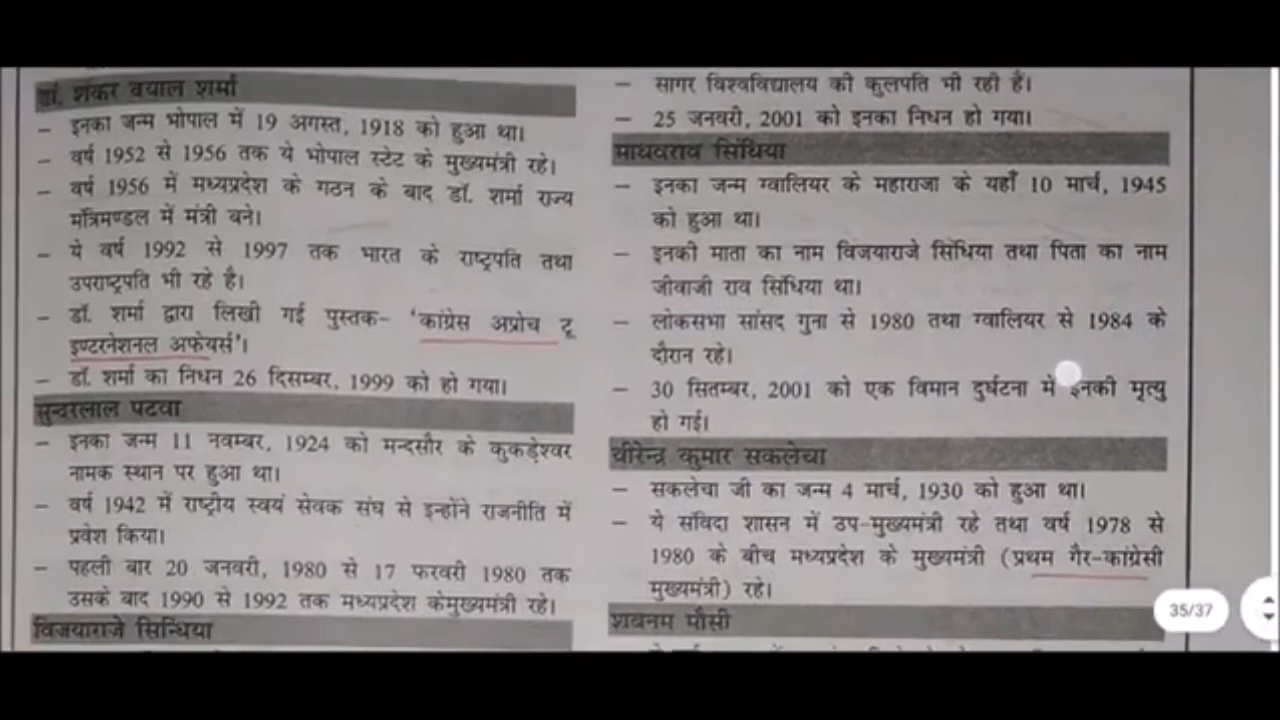 डॉ. शंकर दयाल शर्मा
– इनका जन्म भोपाल में 19 अगस्त, 1918 को हुआ था।
– वर्ष 1952 से 1956 तक ये भोपाल स्टेट के मुख्यमंत्री रहे।
– वर्ष 1956 में मध्यप्रदेश के गठन के बाद डॉ. शर्मा राज्य
मंत्रिमण्डल में मंत्री बने।
– ये वर्ष 1992 से 1997 तक भारत के राष्ट्रपति तथा
उपराष्ट्रपति भी रहे है।
– डॉ. शर्मा द्वारा लिखी गई पुस्तक– 'कांग्रेस अप्रोच टू
इण्टरनेशनल अफेयर्स'।
– डॉ. शर्मा का निधन 26 दिसम्बर, 1999 को हो गया।
सुन्दरलाल पटवा
– इनका जन्म 11 नवम्बर, 1924 को मन्दसौर के कुकड़ेश्वर
नामक स्थान पर हुआ था।
– वर्ष 1942 में राष्ट्रीय स्वयं सेवक संघ से इन्होंने राजनीति में
प्रवेश किया।
– पहली बार 20 जनवरी, 1980 से 17 फरवरी 1980 तक
उसके बाद 1990 से 1992 तक मध्यप्रदेश केमुख्यमंत्री रहे।
विजयाराजे सिन्धिया
– सागर विश्वविद्यालय की कुलपति भी रही है।
– 25 जनवरी, 2001 को इनका निधन हो गया।
माधवराव सिंधिया
– इनका जन्म ग्वालियर के महाराजा के यहाँ 10 मार्च, 1945
को हुआ था।
– इनकी माता का नाम विजयाराजे सिंधिया तथा पिता का नाम
जीवाजी राव सिंधिया था।
– लोकसभा सांसद गुना से 1980 तथा ग्वालियर से 1984 के
दौरान रहे।
– 30 सितम्बर, 2001 को एक विमान दुर्घटना में इनकी मृत्यु
हो गई।
वीरेन्द्र कुमार सकलेचा
– सकलेचा जी का जन्म 4 मार्च, 1930 को हुआ था।
– ये संविदा शासन में उप-मुख्यमंत्री रहे तथा वर्ष 1978 से
1980 के बीच मध्यप्रदेश के मुख्यमंत्री (प्रथम गैर-कांग्रेसी
मुख्यमंत्री) रहे।
35/37
शबनम मौसी